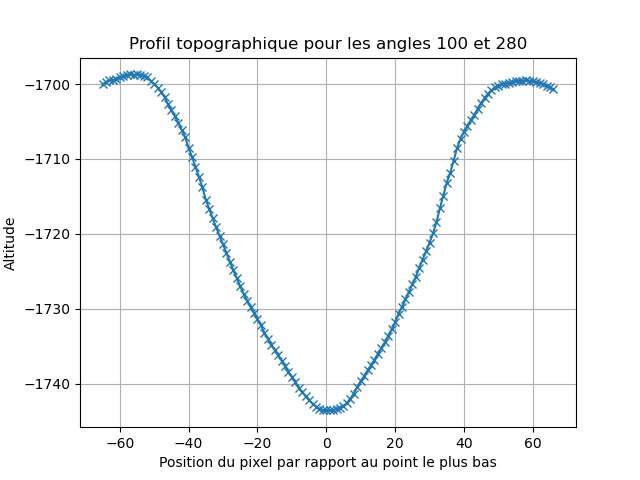 Profil topographique pour les angles 100 et 280
Altitude
−1700
−1710
−1720
−1730
−1740
−60 −40 −20 0 20 40 60
Position du pixel par rapport au point le plus bas